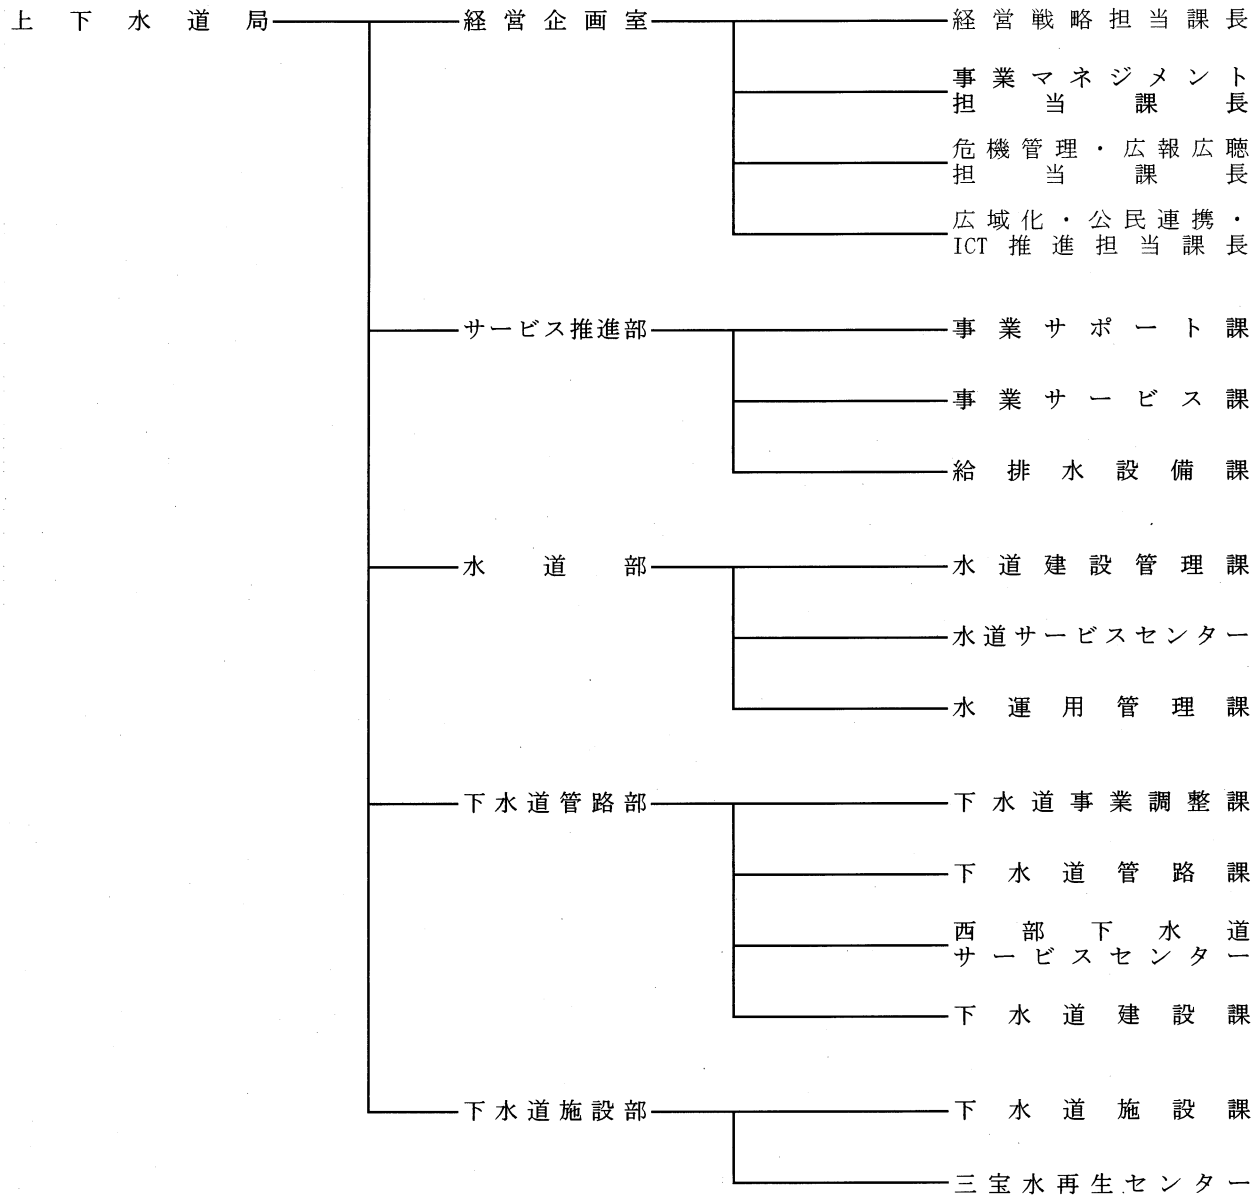 上下水道局
経営企画室
経営戦略担当課長
事業マネジメント
担当課長
危機管理・広報広聴
担当課長
広域化・公民連携・
ICT推進担当課長
サービス推進部
事業サポート課
事業サービス課
給排水設備課
水道部
水道建設管理課
水道サービスセンター
水運用管理課
下水道管路部
下水道事業調整課
下水道管路課
西部下水道
サービスセンター
下水道建設課
下水道施設部
下水道施設課
三宝水再生センター